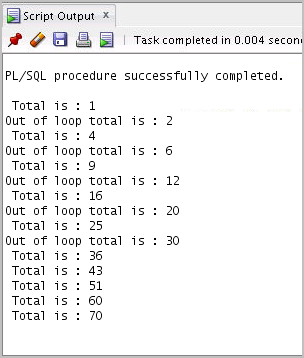 Script Output x
Task completed in 0.004 secon
PL/SQL procedure successfully completed.
Total is : 1
Out of loop total is : 2
Total is : 4
Out of loop total is : 6
Total is : 9
Out of loop total is : 12
Total is : 16
Out of loop total is : 20
Total is : 25
Out of loop total is : 30
Total is : 36
Total is : 43
Total is : 51
Total is : 60
Total is : 70